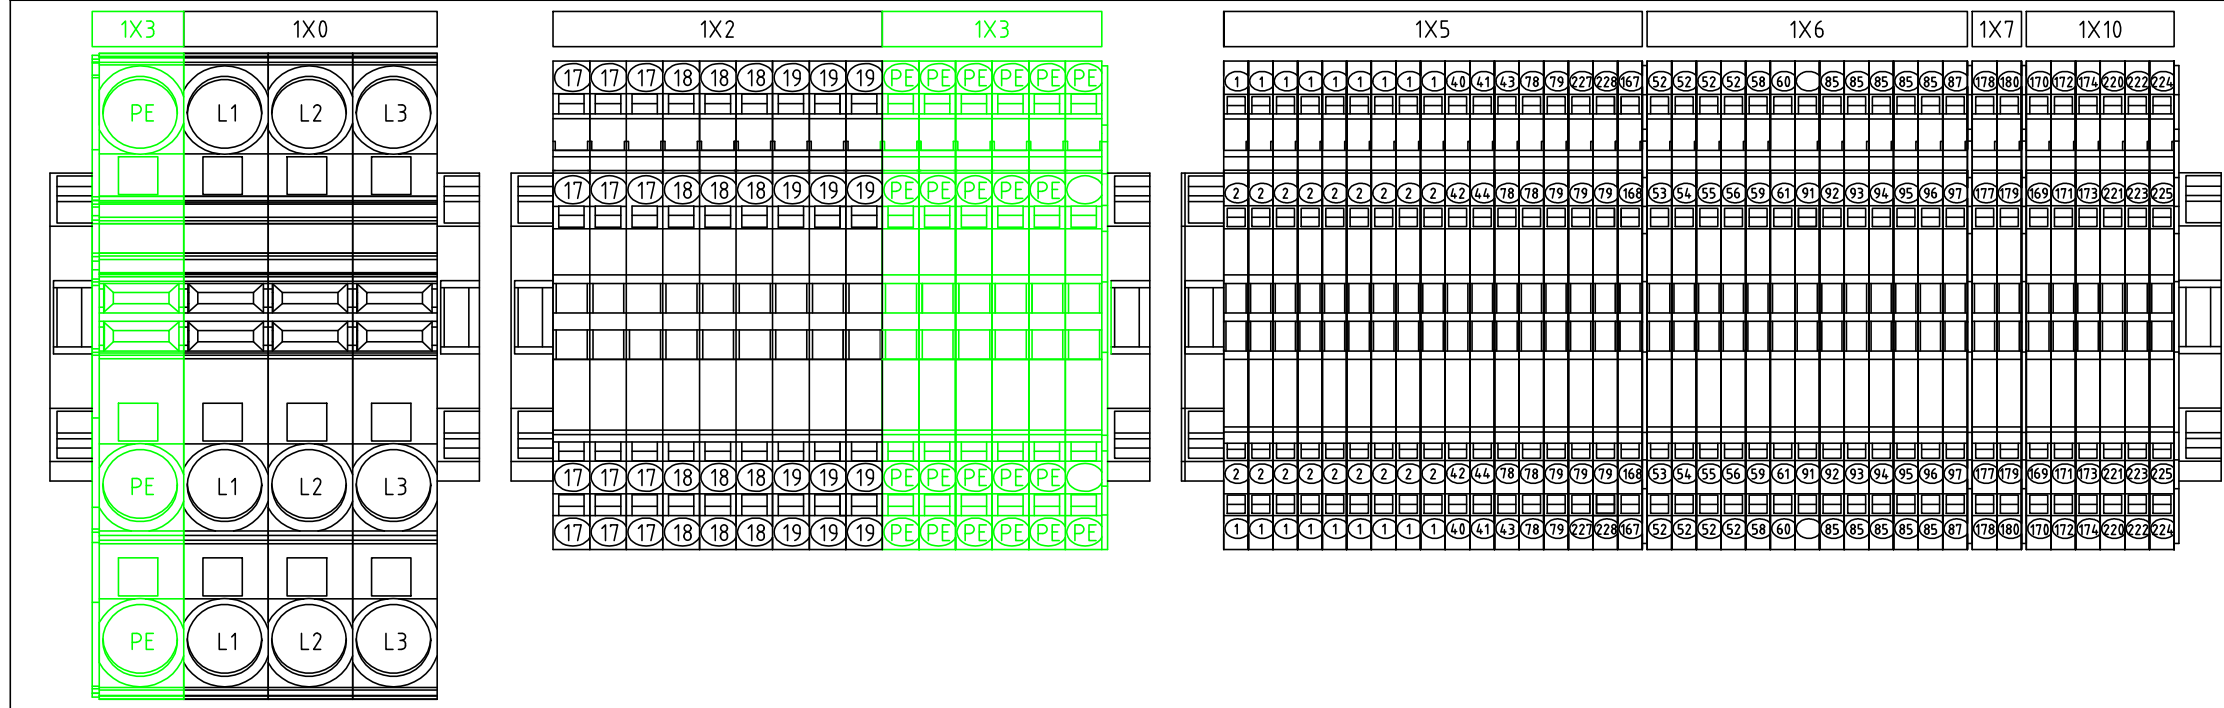 1X3 1X0
PE L1 L2 L3
PE L1 L2 L3
PE L1 L2 L3
1X2 1X3
17 17 17 18 18 18 19 19 19 PE PE PE PE PE PE
17 17 17 18 18 18 19 19 19 PE PE PE PE PE
17 17 17 18 18 18 19 19 19 PE PE PE PE PE
17 17 17 18 18 18 19 19 19 PE PE PE PE PE PE
1X5 1X6 1X7 1X10
1 1 1 1 1 1 1 1 1 40 41 43 78 79 227 228 167 52 52 52 52 58 60 85 85 85 85 85 87 178 180 170 172 174 220 222 224
2 2 2 2 2 2 2 2 2 42 44 78 78 79 79 79 168 53 54 55 56 59 61 91 92 93 94 95 96 97 177 179 169 171 173 221 223 225
2 2 2 2 2 2 2 2 2 42 44 78 78 79 79 79 168 53 54 55 56 59 61 91 92 93 94 95 96 97 177 179 169 171 173 221 223 225
1 1 1 1 1 1 1 1 1 40 41 43 78 79 227 228 167 52 52 52 52 58 60 85 85 85 85 85 87 178 180 170 172 174 220 222 224